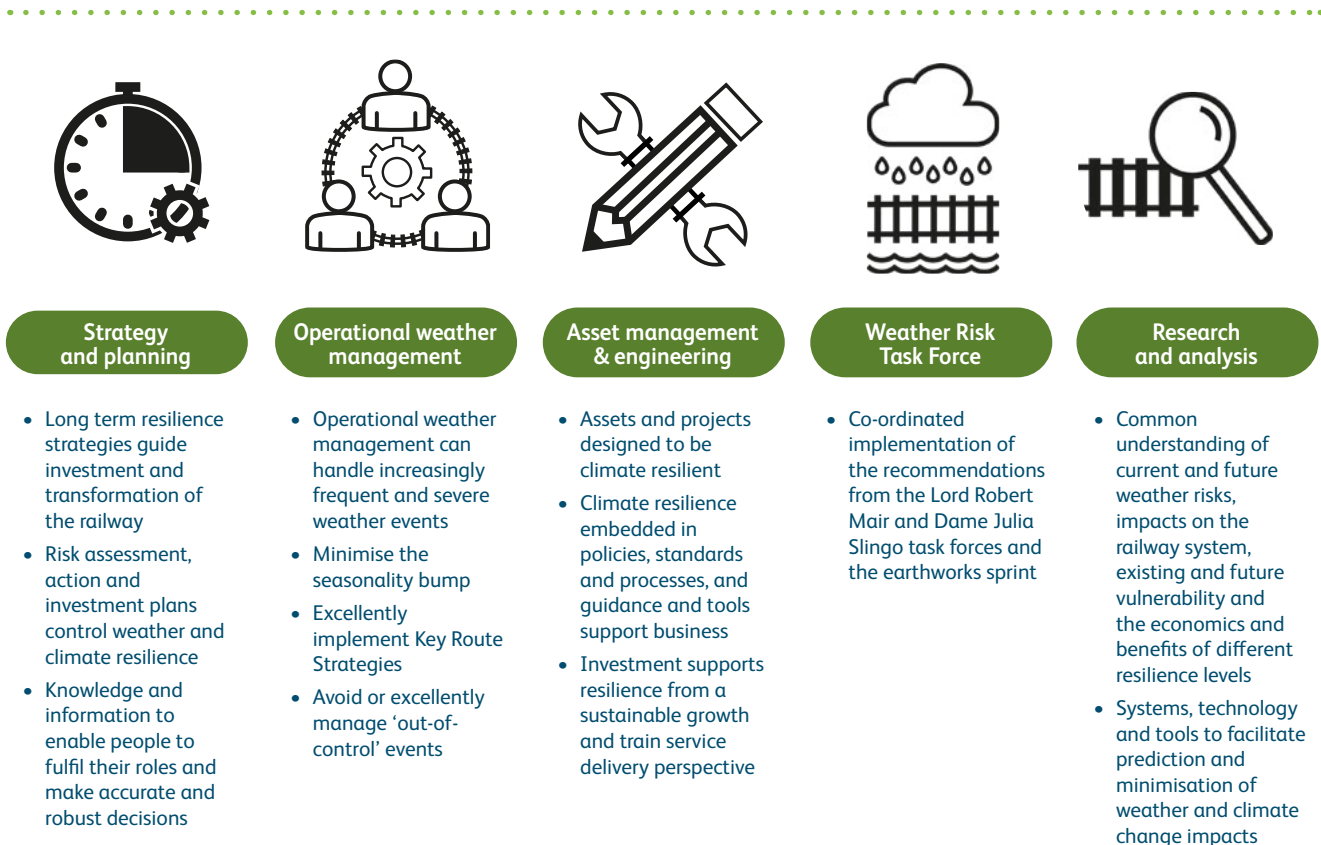 Strategy
and planning
• Long term resilience
strategies guide
investment and
transformation of
the railway
• Risk assessment,
action and
investment plans
control weather and
climate resilience
• Knowledge and
information to
enable people to
fulfil their roles and
make accurate and
robust decisions
Operational weather
management
• Operational weather
management can
handle increasingly
frequent and severe
weather events
• Minimise the
seasonality bump
• Excellently
implement Key Route
Strategies
• Avoid or excellently
manage ‘out-of-
control’ events
Asset management
& engineering
• Assets and projects
designed to be
climate resilient
• Climate resilience
embedded in
policies, standards
and processes, and
guidance and tools
support business
• Investment supports
resilience from a
sustainable growth
and train service
delivery perspective
Weather Risk
Task Force
• Co-ordinated
implementation of
the recommendations
from the Lord Robert
Mair and Dame Julia
Slingo task forces and
the earthworks sprint
Research
and analysis
• Common
understanding of
current and future
weather risks,
impacts on the
railway system,
existing and future
vulnerability and
the economics and
benefits of different
resilience levels
• Systems, technology
and tools to facilitate
prediction and
minimisation of
weather and climate
change impacts